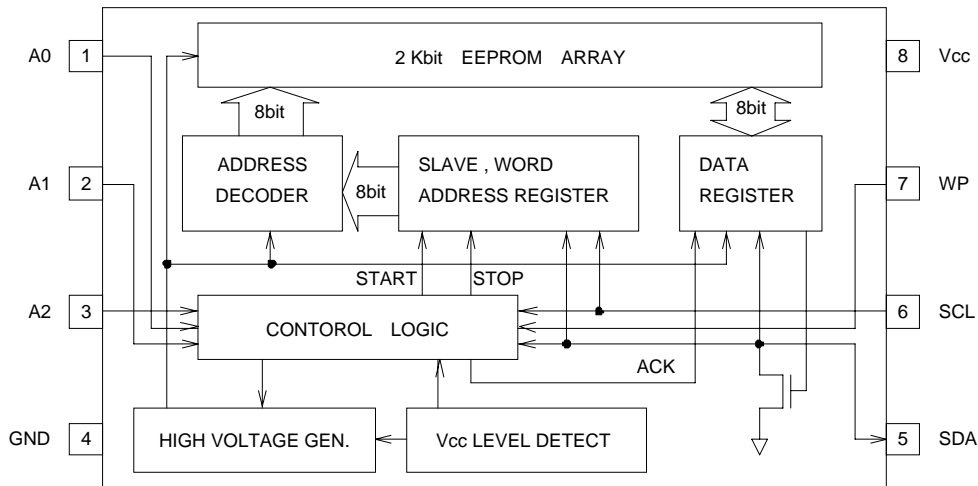 2 Kbit EEPROM ARRAY
A0 1
8 Vcc
8bit
8bit
ADDRESS
DECODER
8bit
SLAVE , WORD
ADDRESS REGISTER
DATA
REGISTER
A1 2
7 WP
START
STOP
A2 3
6 SCL
CONTOROL LOGIC
ACK
GND 4
HIGH VOLTAGE GEN.
Vcc LEVEL DETECT
5 SDA